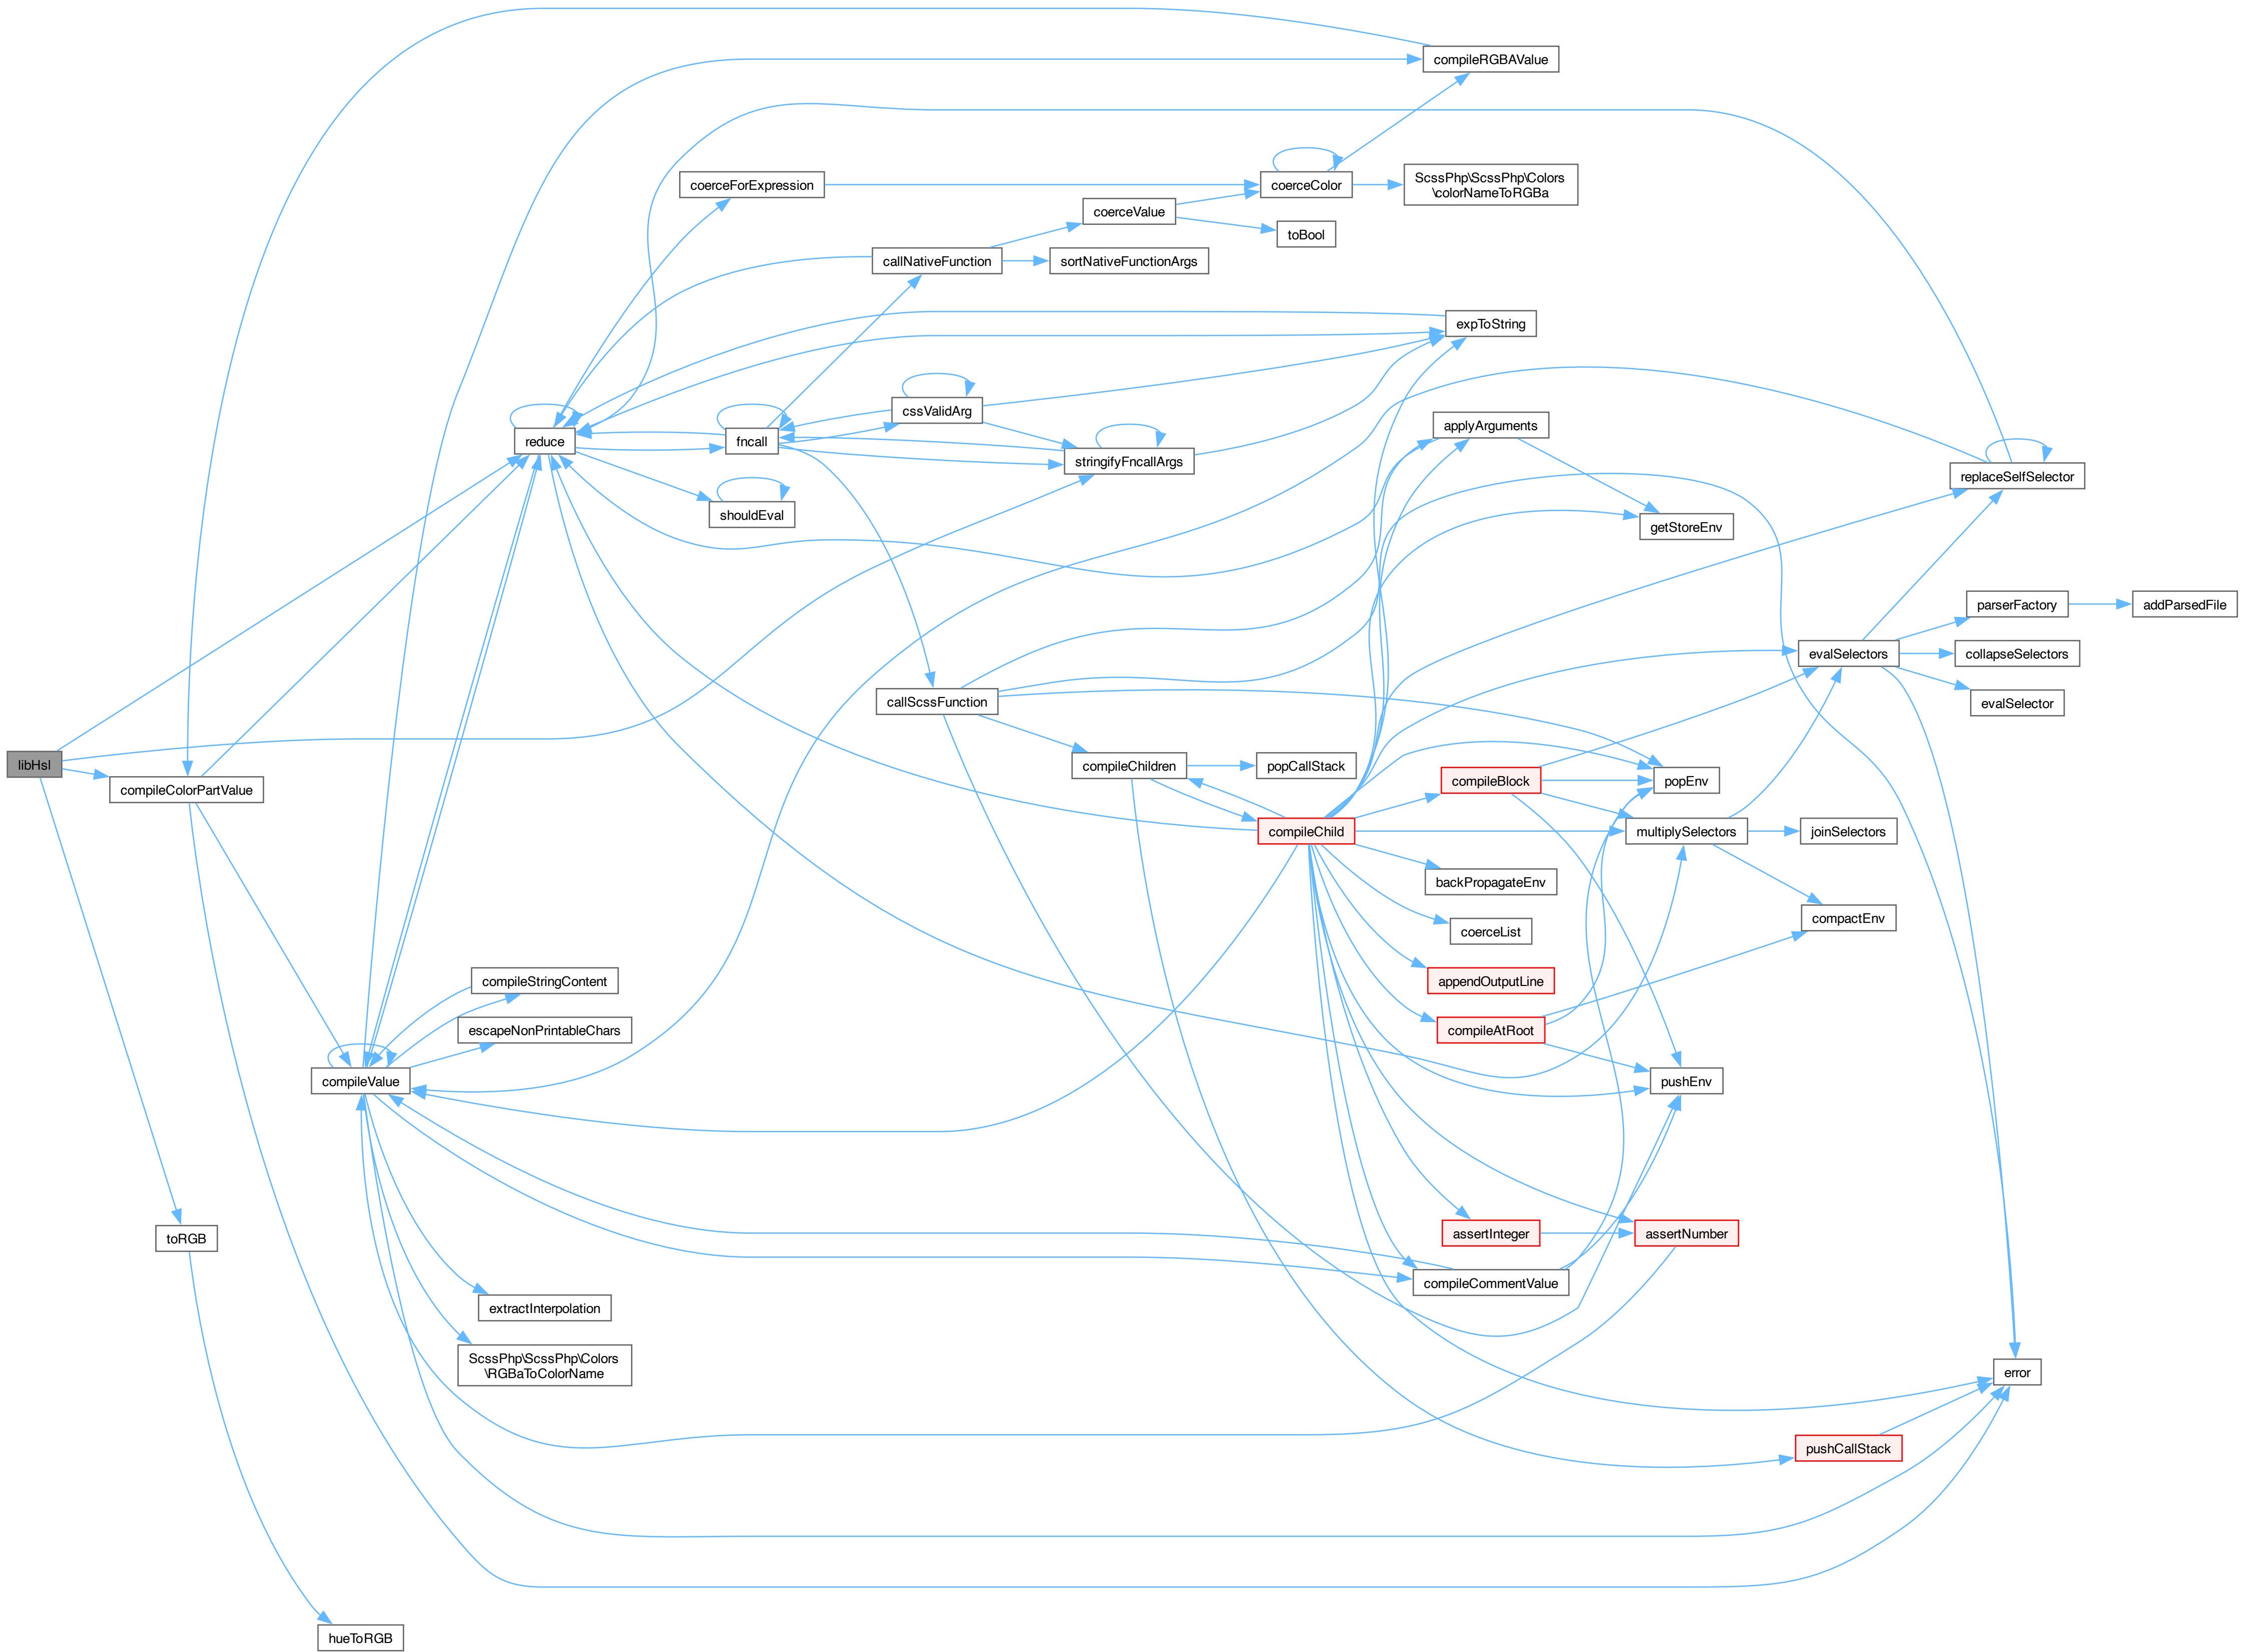 compileRGBAValue
coerceForExpression
coerceColor
ScssPhp\ScssPhp\Colors
\colorNameToRGBa
coerceValue
toBool
callNativeFunction
sortNativeFunctionArgs
expToString
cssValidArg
applyArguments
reduce
fncall
stringifyFncallArgs
replaceSelfSelector
shouldEval
getStoreEnv
parserFactory
addParsedFile
evalSelectors
collapseSelectors
callScssFunction
evalSelector
libHsl
compileColorPartValue
compileChildren
popCallStack
compileBlock
popEnv
compileChild
multiplySelectors
joinSelectors
backPropagateEnv
compactEnv
coerceList
compileStringContent
appendOutputLine
escapeNonPrintableChars
compileAtRoot
compileValue
pushEnv
toRGB
assertInteger
assertNumber
compileCommentValue
extractInterpolation
ScssPhp\ScssPhp\Colors
\RGBaToColorName
error
pushCallStack
hueToRGB